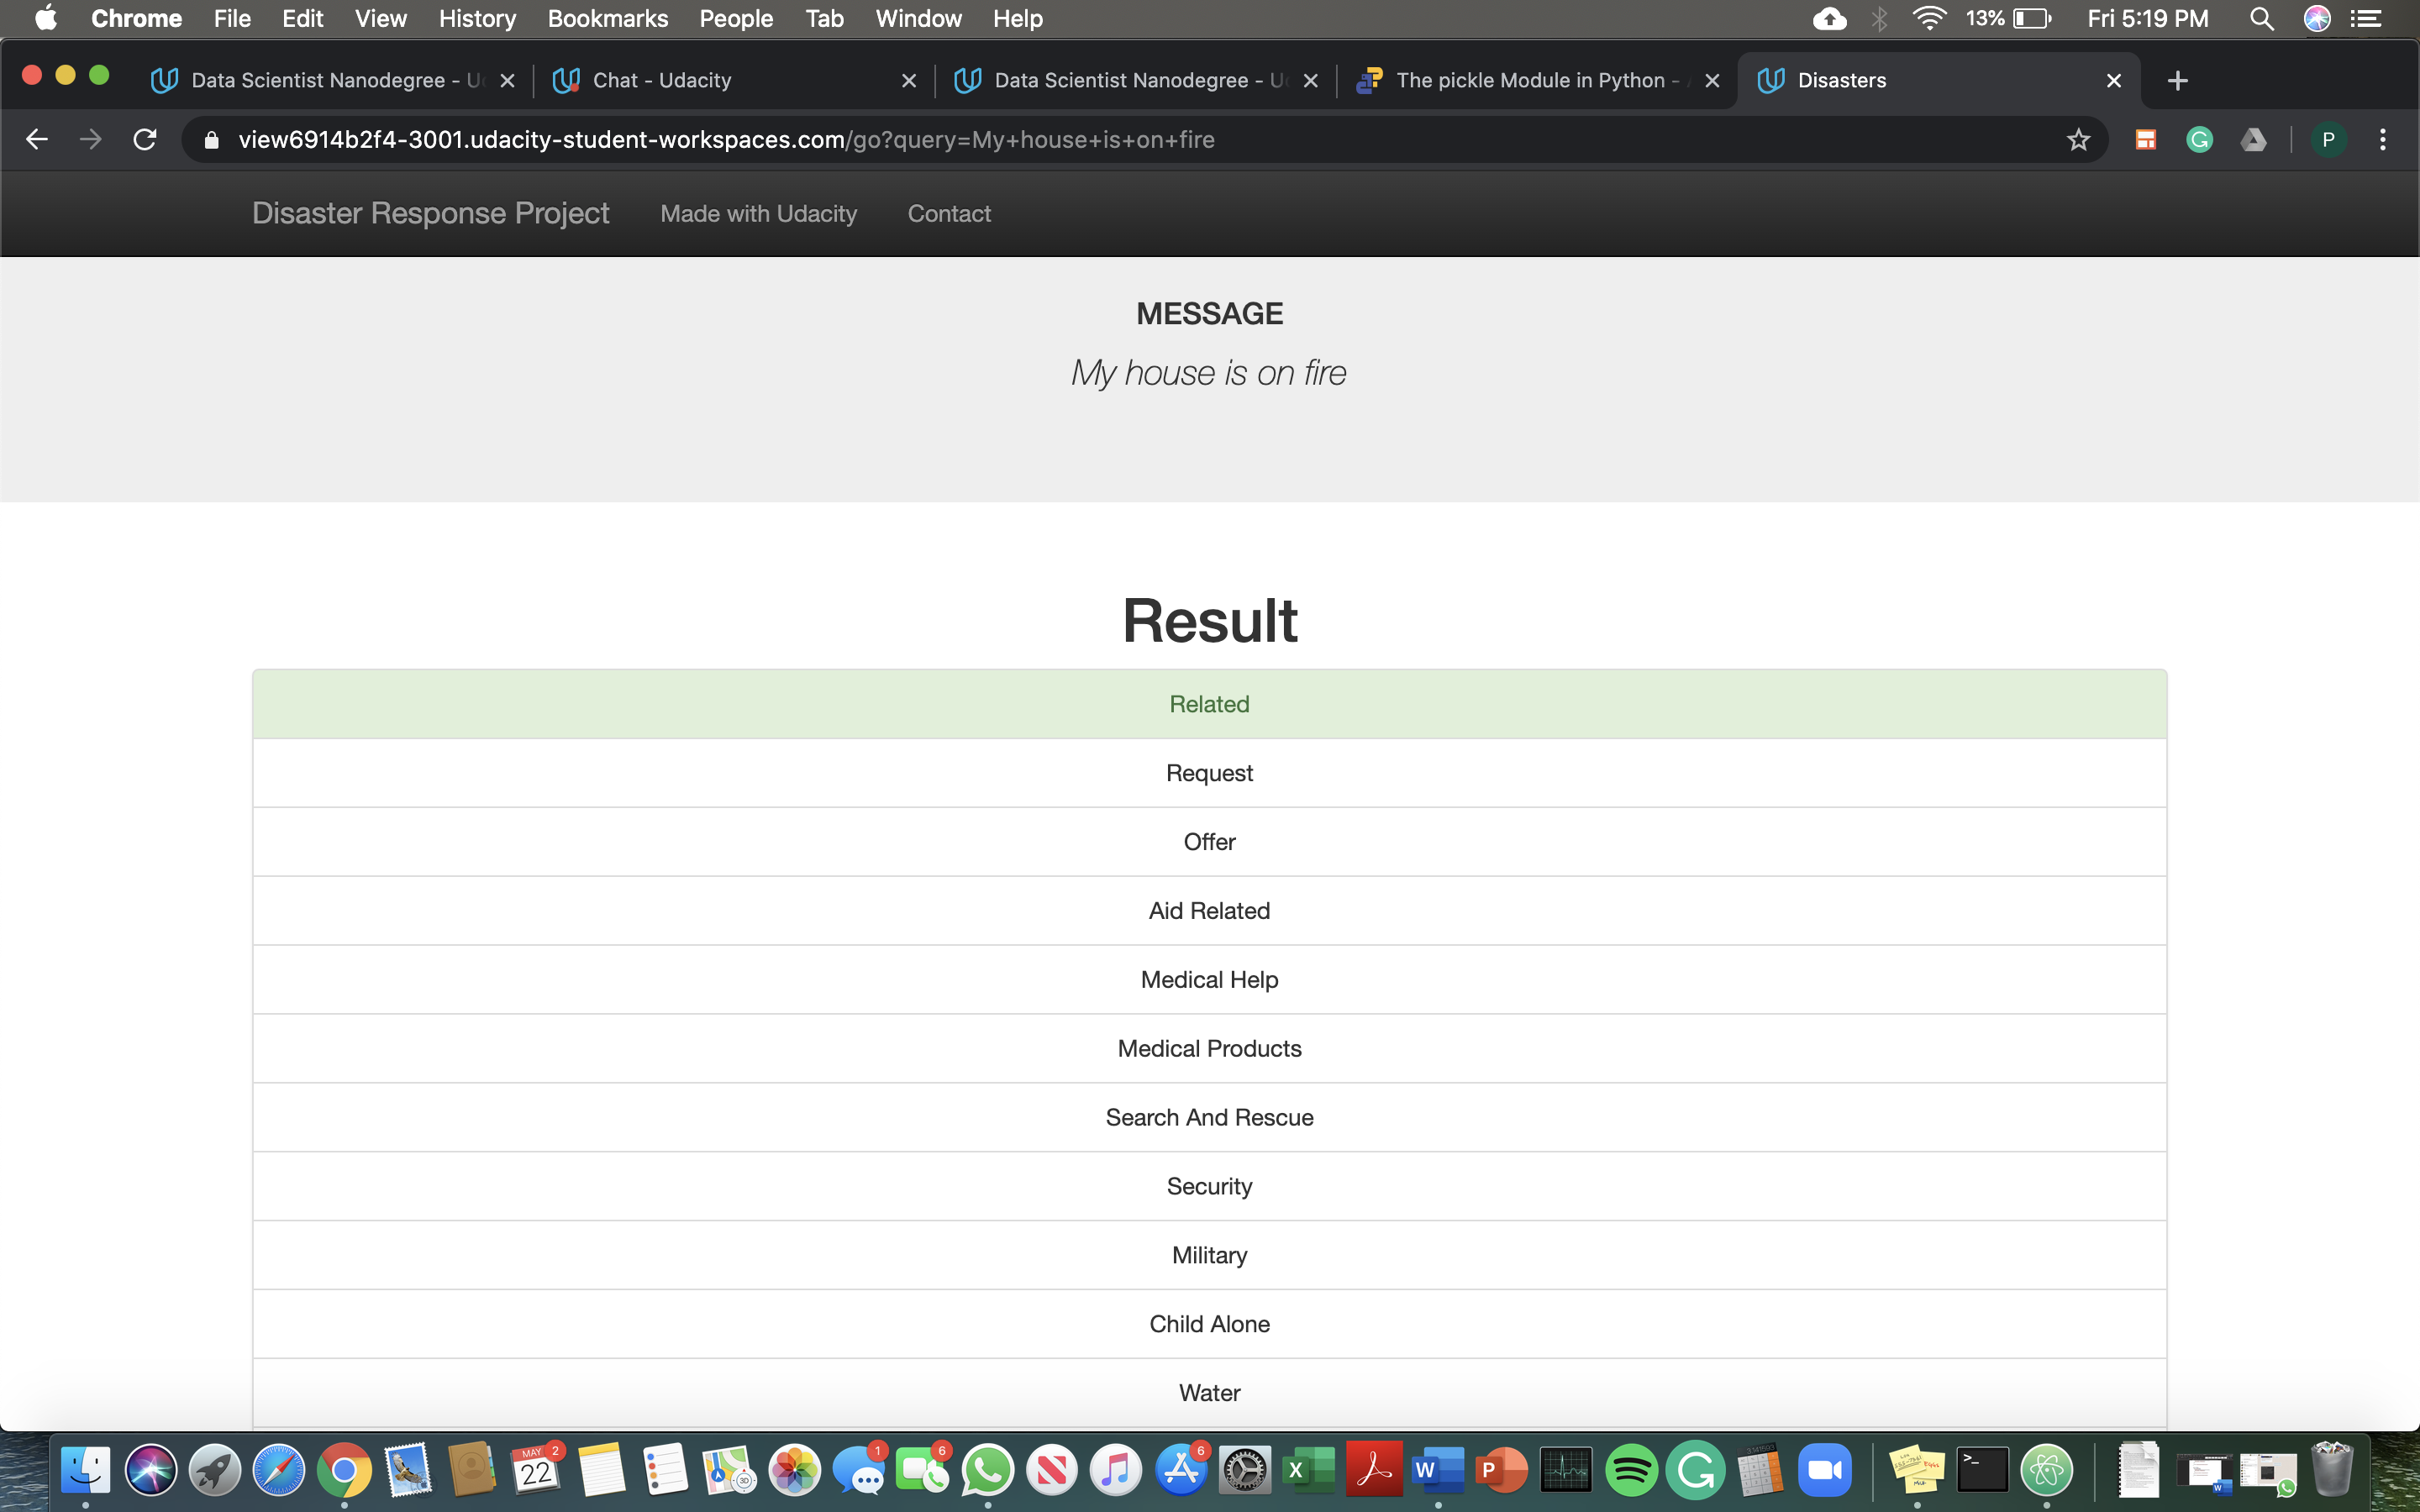 Chrome File Edit View History Bookmarks People Tab Window Help 13% Fri 5:19 PM
Data Scientist Nanodegree - U Chat - Udacity Data Scientist Nanodegree - U The pickle Module in Python - Disasters
view6914b2f4-3001.udacity-student-workspaces.com/go?query=My+house+is+on+fire P
Disaster Response Project Made with Udacity Contact
MESSAGE
My house is on fire
Result
Related
Request
Offer
Aid Related
Medical Help
Medical Products
Search And Rescue
Security
Military
Child Alone
Water
MAY 22 2 3D 1 6 6 X W P G >_